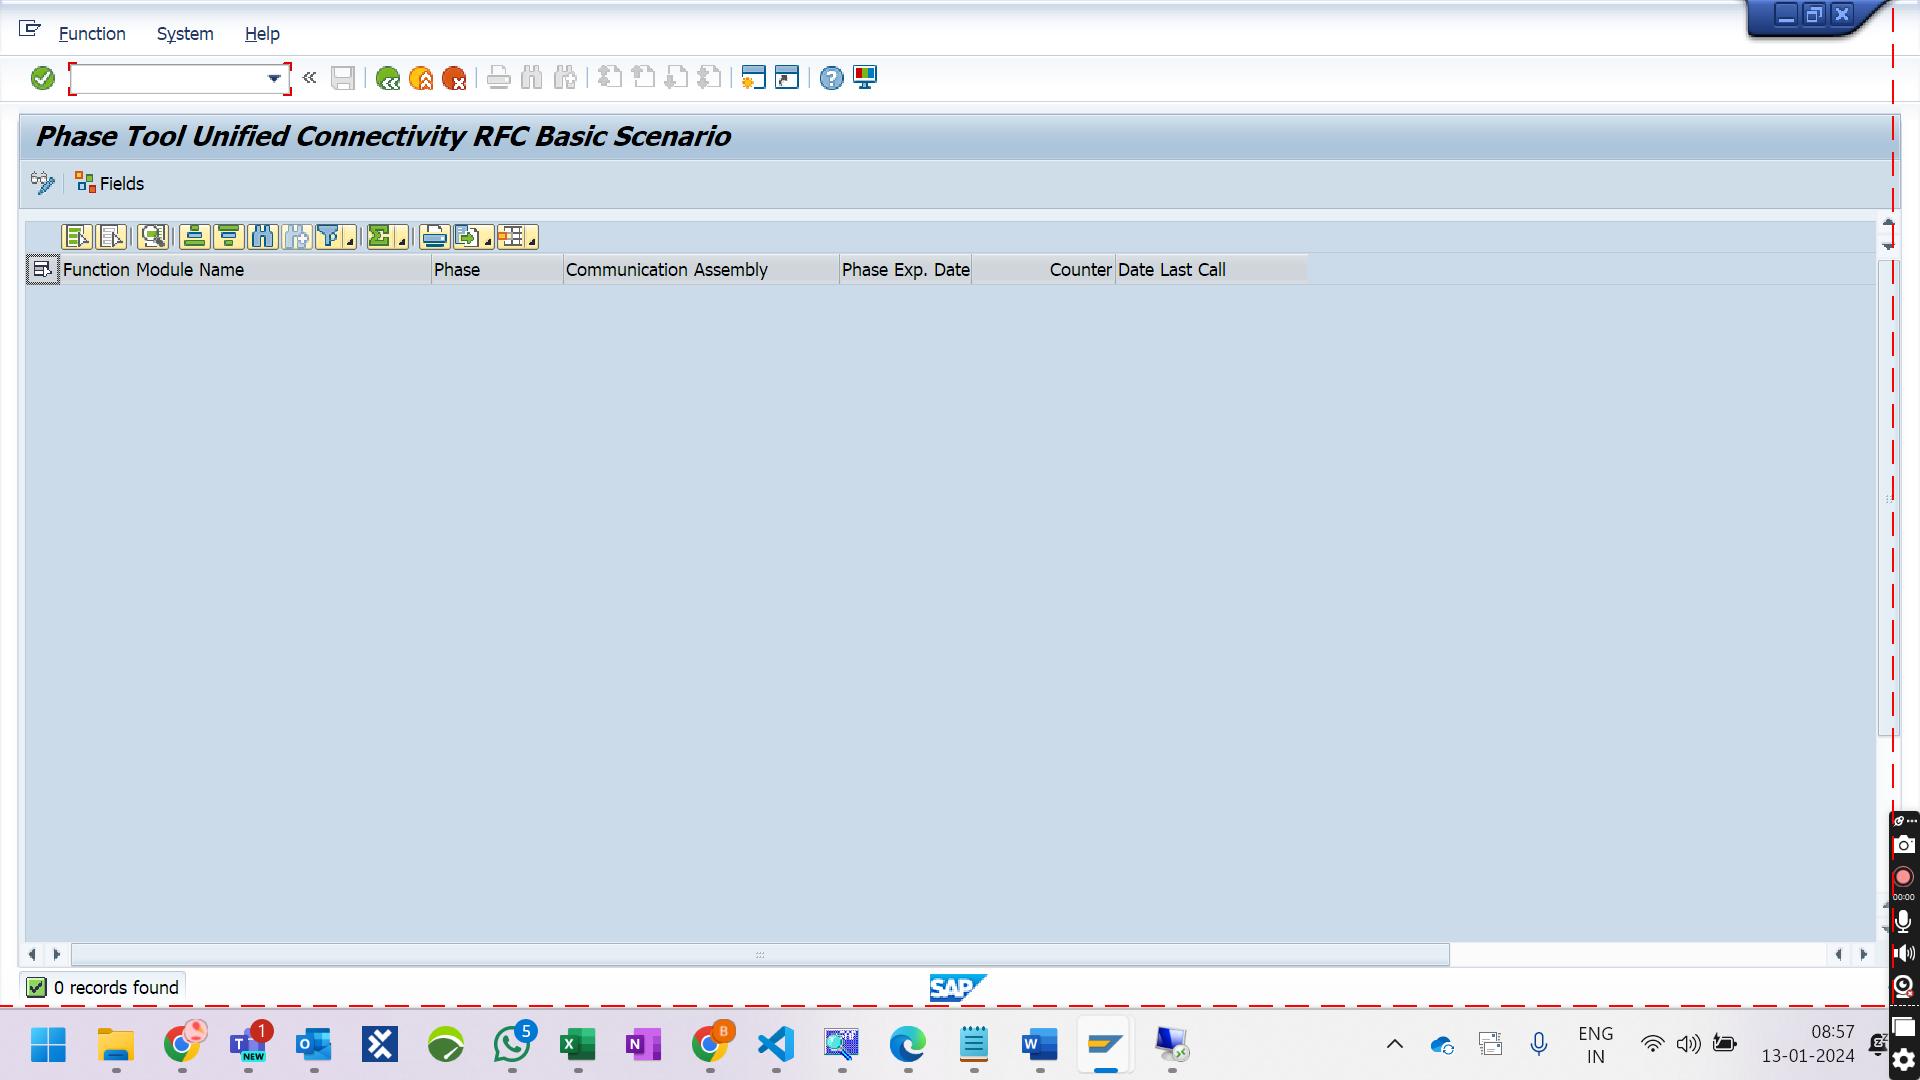 Function System Help
«
Phase Tool Unified Connectivity RFC Basic Scenario
Fields
Function Module Name Phase Communication Assembly Phase Exp. Date Counter Date Last Call
00:00
0 records found
SAP
1
NEW
5
B
ENG
IN
08:57
13-01-2024